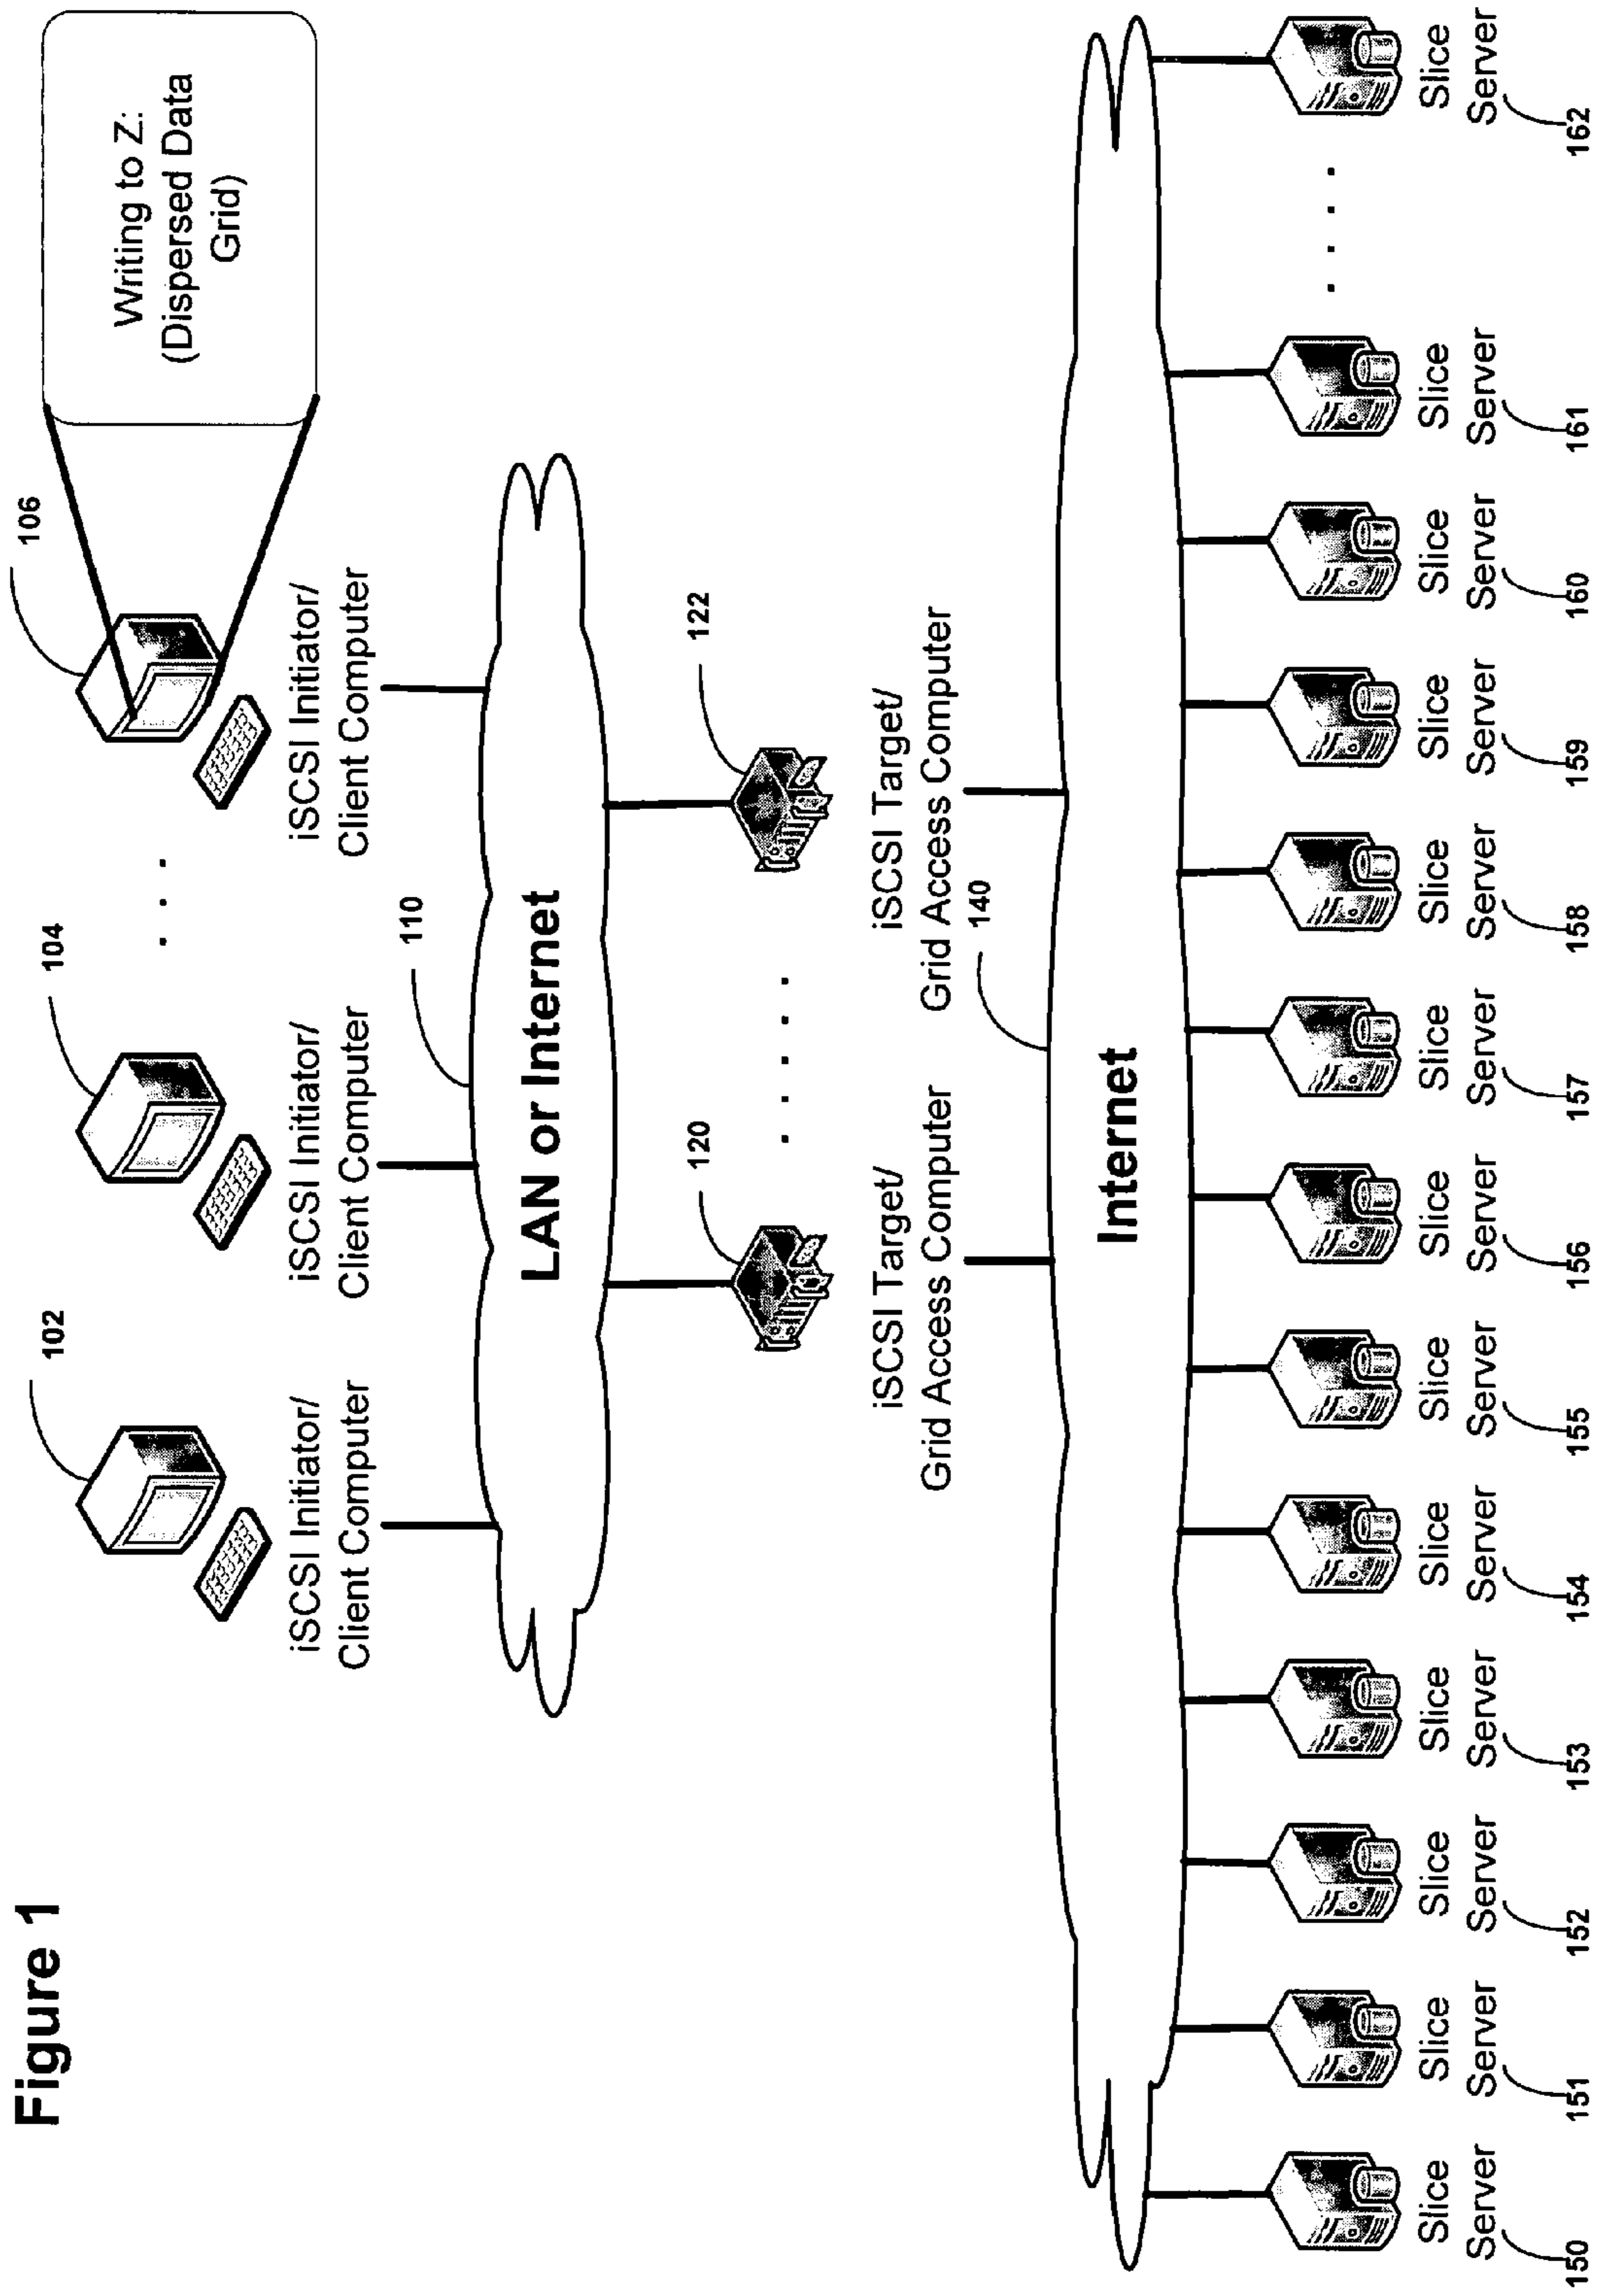 Figure 1
102
104
106
Writing to Z:
(Dispersed Data
Grid)
. . .
iSCSI Initiator/
Client Computer
iSCSI Initiator/
Client Computer
iSCSI Initiator/
Client Computer
110
LAN or Internet
120
122
. . . . .
iSCSI Target/
Grid Access Computer
iSCSI Target/
Grid Access Computer
140
Internet
. . . .
Slice
Server
150
Slice
Server
151
Slice
Server
152
Slice
Server
153
Slice
Server
154
Slice
Server
155
Slice
Server
156
Slice
Server
157
Slice
Server
158
Slice
Server
159
Slice
Server
160
Slice
Server
161
Slice
Server
162